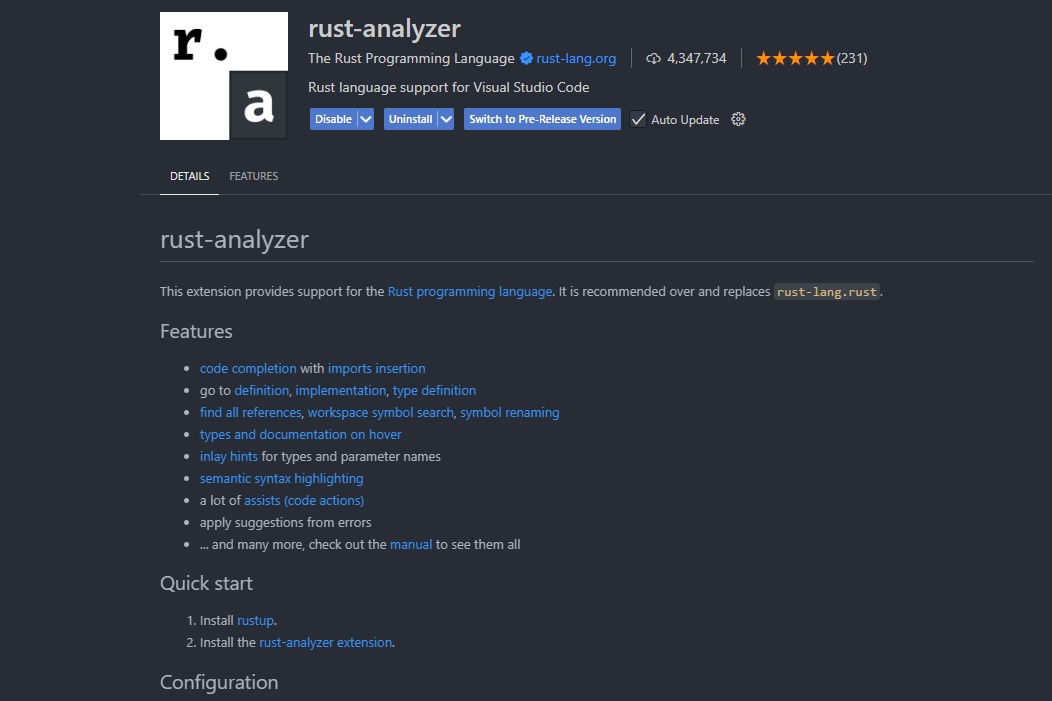 r.
a
rust-analyzer
The Rust Programming Language rust-lang.org 4,347,734 (231)
Rust language support for Visual Studio Code
Disable Uninstall Switch to Pre-Release Version Auto Update
DETAILS FEATURES
rust-analyzer
This extension provides support for the Rust programming language. It is recommended over and replaces rust-lang.rust.
Features
• code completion with imports insertion
• go to definition, implementation, type definition
• find all references, workspace symbol search, symbol renaming
• types and documentation on hover
• inlay hints for types and parameter names
• semantic syntax highlighting
• a lot of assists (code actions)
• apply suggestions from errors
• ... and many more, check out the manual to see them all
Quick start
1. Install rustup.
2. Install the rust-analyzer extension.
Configuration